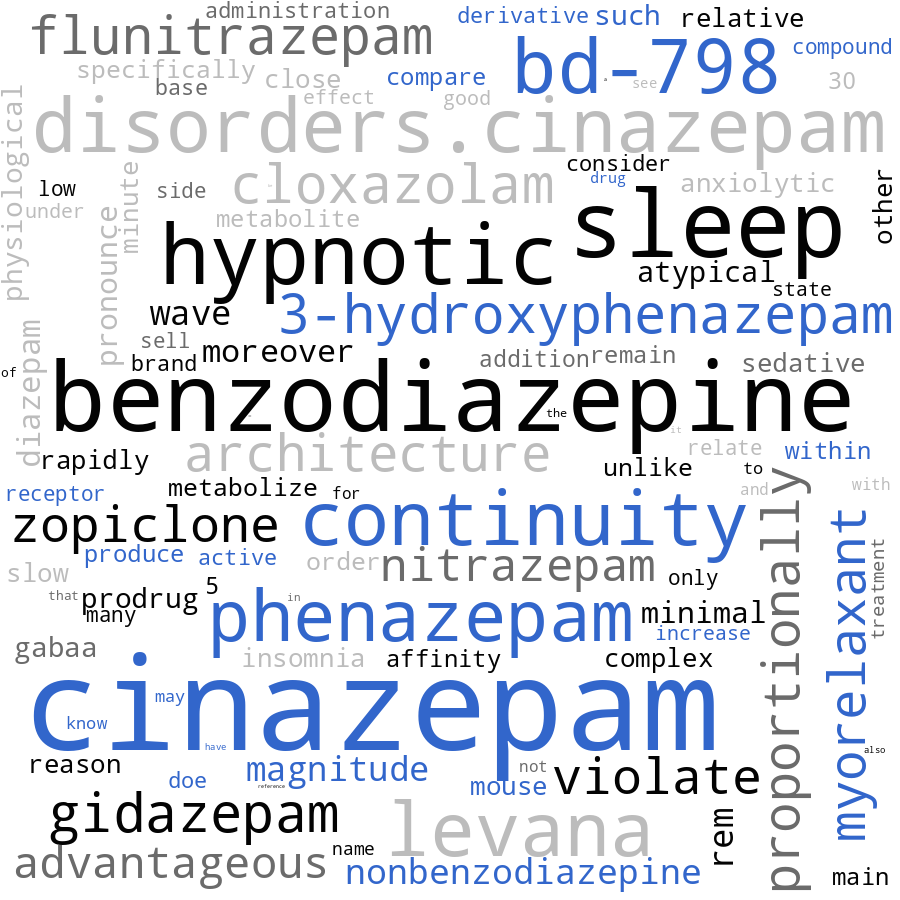 administration
derivative such relative
flunitrazepam
bd-798
compound
specifically
base
close
compare
see
30
effect
good
disorders.cinazepam
physiological
low
under
minute
side
cloxazolam
consider
drug
anxiolytic
other
pronounce
metabolite
hypnotic
sleep
atypical
state
wave
3-hydroxyphenazepam
sell
brand
moreover
addition
remain
sedative
of
diazepam
benzodiazepine
the
it
architecture
relate
within
rapidly
unlike
to
receptor
metabolize
for
and
with
zopiclone
continuity
proportionally
myorelaxant
produce
active
order
nitrazepam
treatment
slow
only
that
prodrug
5
in
many
phenazepam
minimal
increase
gabaa
insomnia
affinity
complex
cinazepam
may
know
have
also
reason
doe
magnitude
reference
not
mouse
violate
gidazepam
levana
rem
name
advantageous
nonbenzodiazepine
main